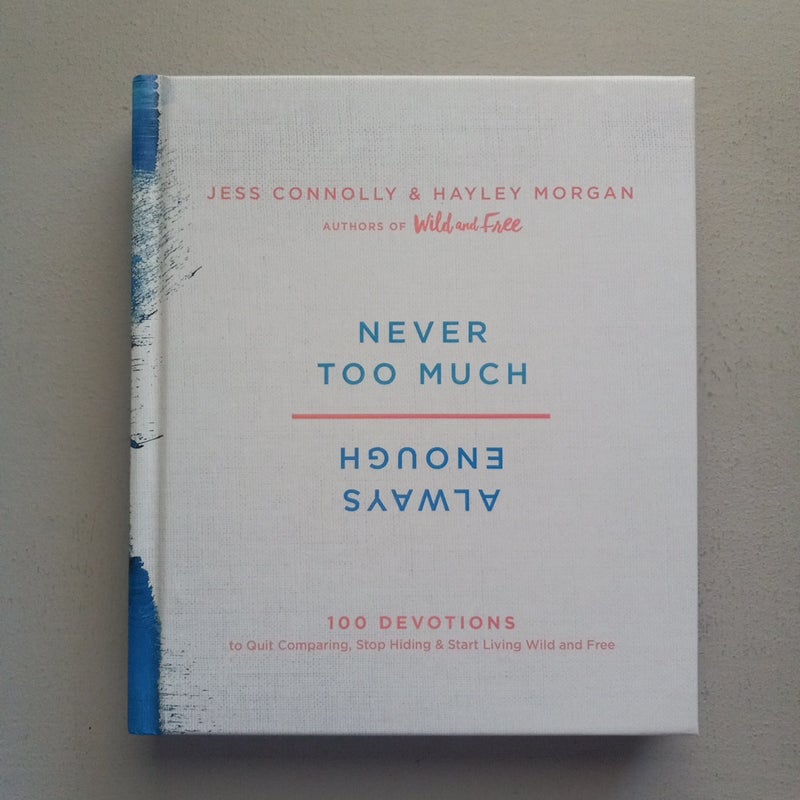 JESS CONNOLLY & HAYLEY MORGAN
AUTHORS OF Wild and Free
NEVER
TOO MUCH
ALWAYS
ENOUGH
100 DEVOTIONS
to Quit Comparing, Stop Hiding & Start Living Wild and Free